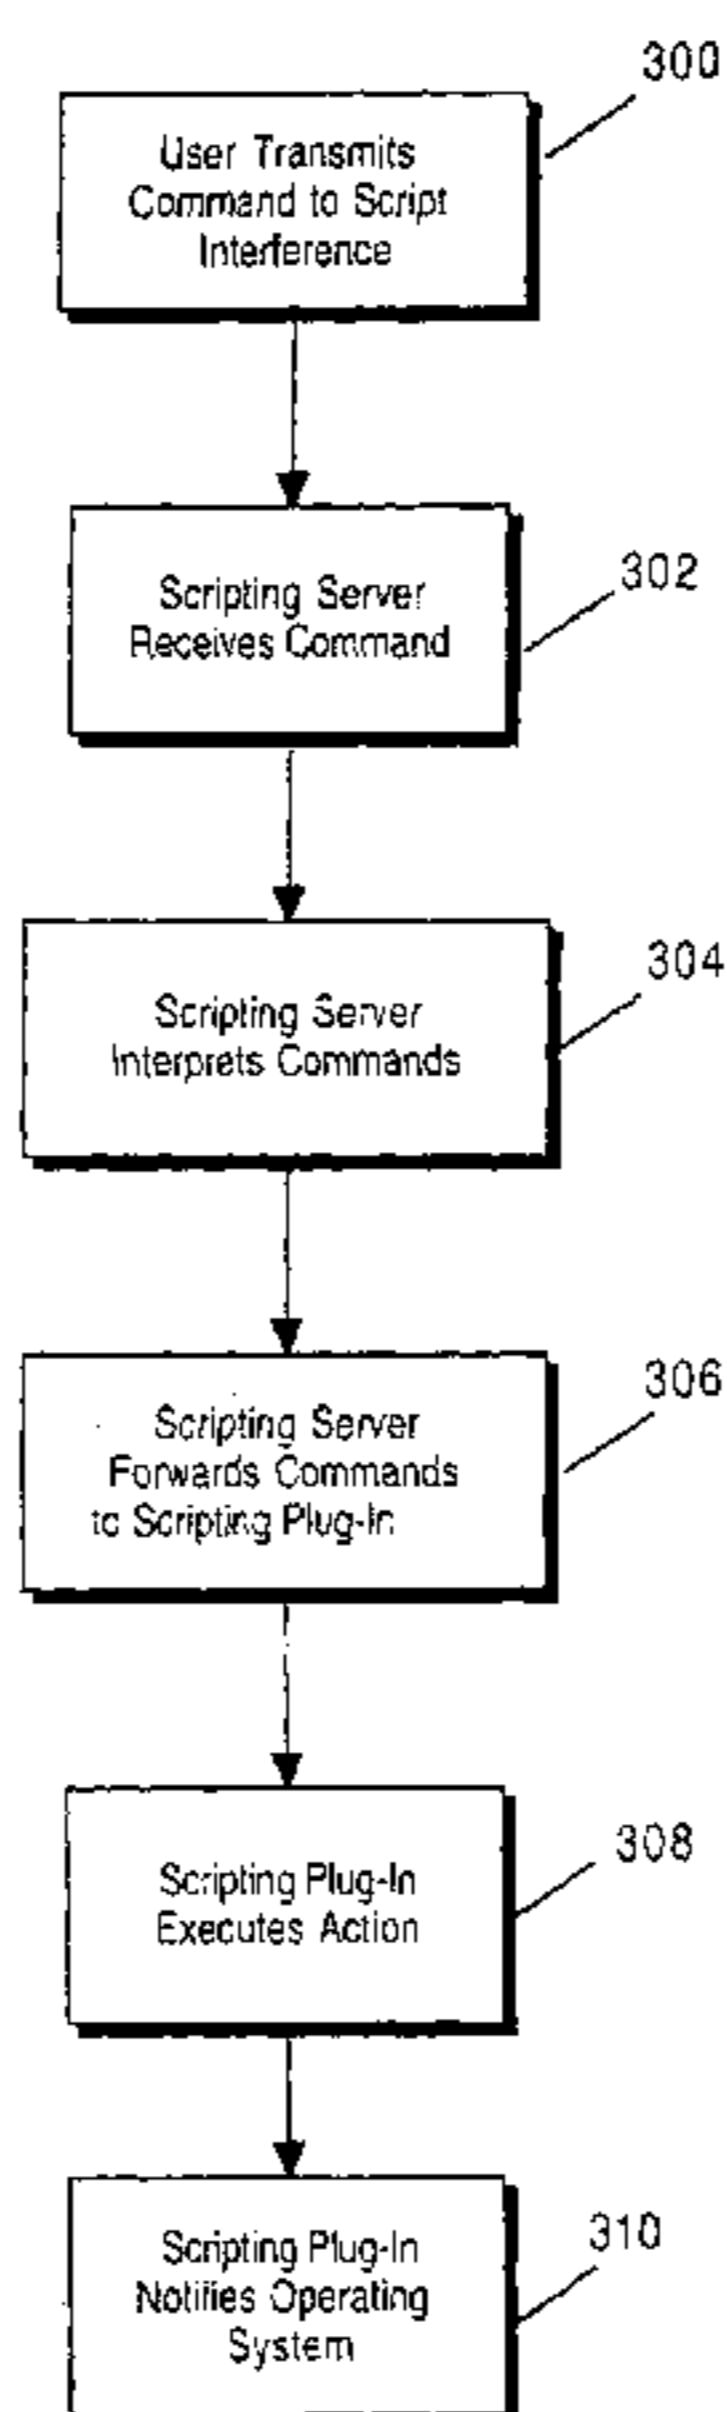 300
User Transmits
Command to Script
Interference
302
Scripting Server
Receives Command
304
Scripting Server
Interprets Commands
306
Scripting Server
Forwards Commands
to Scripting Plug-In
308
Scripting Plug-In
Executes Action
310
Scripting Plug-In
Notifies Operating
System